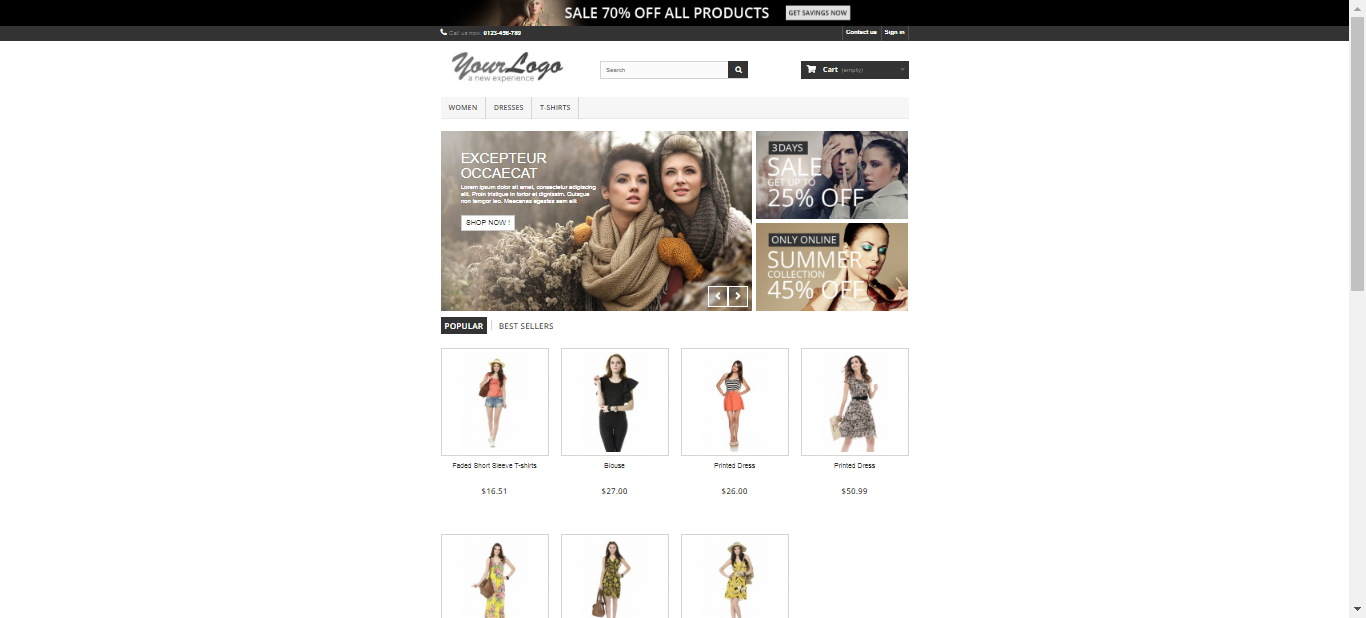 SALE 70% OFF ALL PRODUCTS GET SAVINGS NOW
Call us now: 0123-456-789 Contact us Sign in
YourLogo
a new experience
Search
Cart (empty)
WOMEN DRESSES T-SHIRTS
EXCEPTEUR
OCCAECAT
Lorem ipsum dolor sit amet, consectetur adipiscing
elit. Proin tristique in tortor et dignissim. Quisque
non tempor leo. Maecenas egestas sem elit
SHOP NOW !
3DAYS
SALE
GET UP TO
25% OFF
ONLY ONLINE
SUMMER
COLLECTION
45% OFF
POPULAR BEST SELLERS
Faded Short Sleeve T-shirts
$16.51
Blouse
$27.00
Printed Dress
$26.00
Printed Dress
$50.99